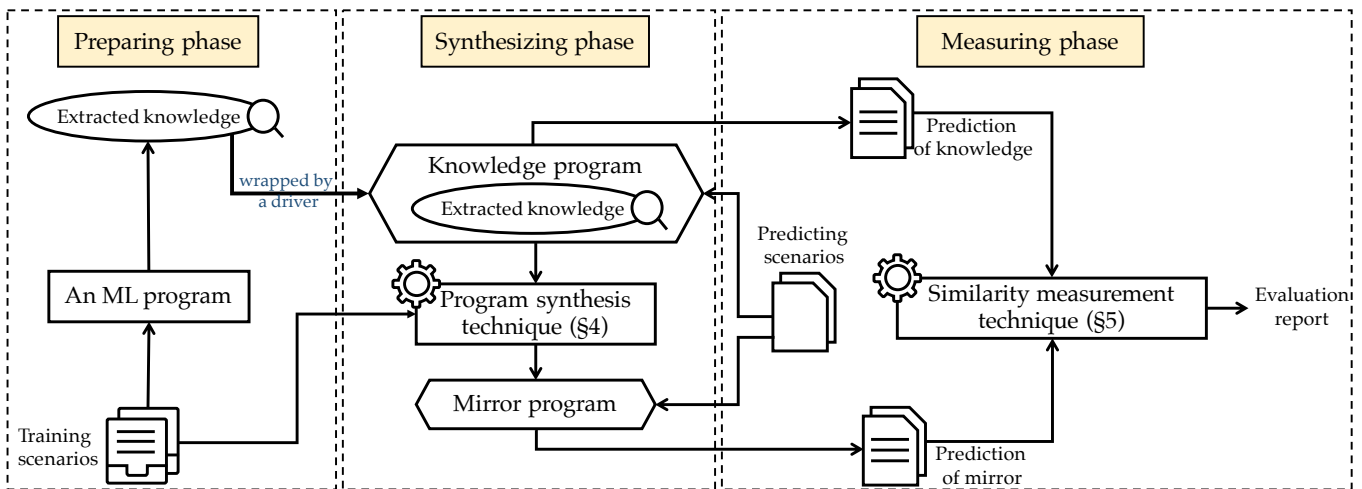 Preparing phase
Synthesizing phase
Measuring phase
Extracted knowledge
wrapped by
a driver
An ML program
Training
scenarios
Knowledge program
Extracted knowledge
Program synthesis
technique (§4)
Mirror program
Predicting
scenarios
Prediction
of knowledge
Similarity measurement
technique (§5)
Evaluation
report
Prediction
of mirror